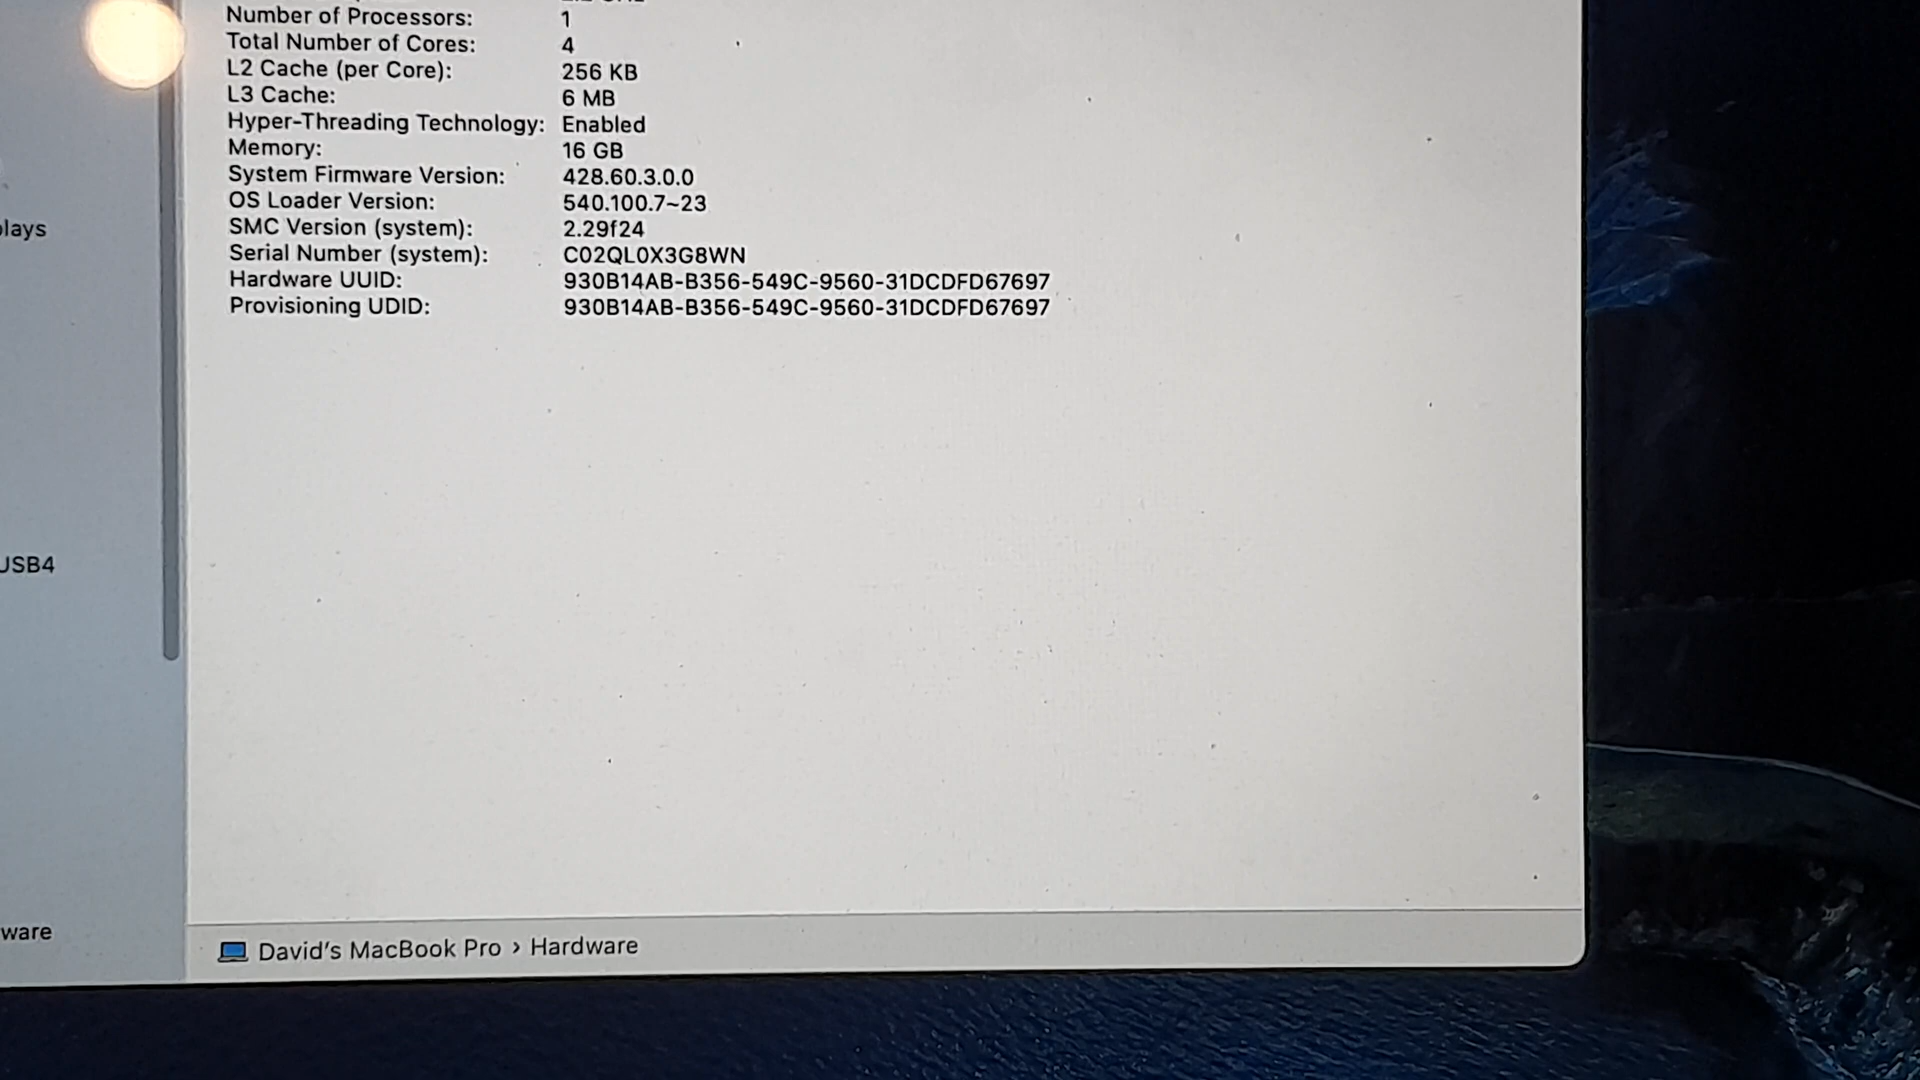 Number of Processors: 1
Total Number of Cores: 4
L2 Cache (per Core): 256 KB
L3 Cache: 6 MB
Hyper-Threading Technology: Enabled
Memory: 16 GB
System Firmware Version: 428.60.3.0.0
OS Loader Version: 540.100.7~23
SMC Version (system): 2.29f24
Serial Number (system): C02QL0X3G8WN
Hardware UUID: 930B14AB-B356-549C-9560-31DCDFD67697
Provisioning UDID: 930B14AB-B356-549C-9560-31DCDFD67697
plays
USB4
ware
David's MacBook Pro › Hardware